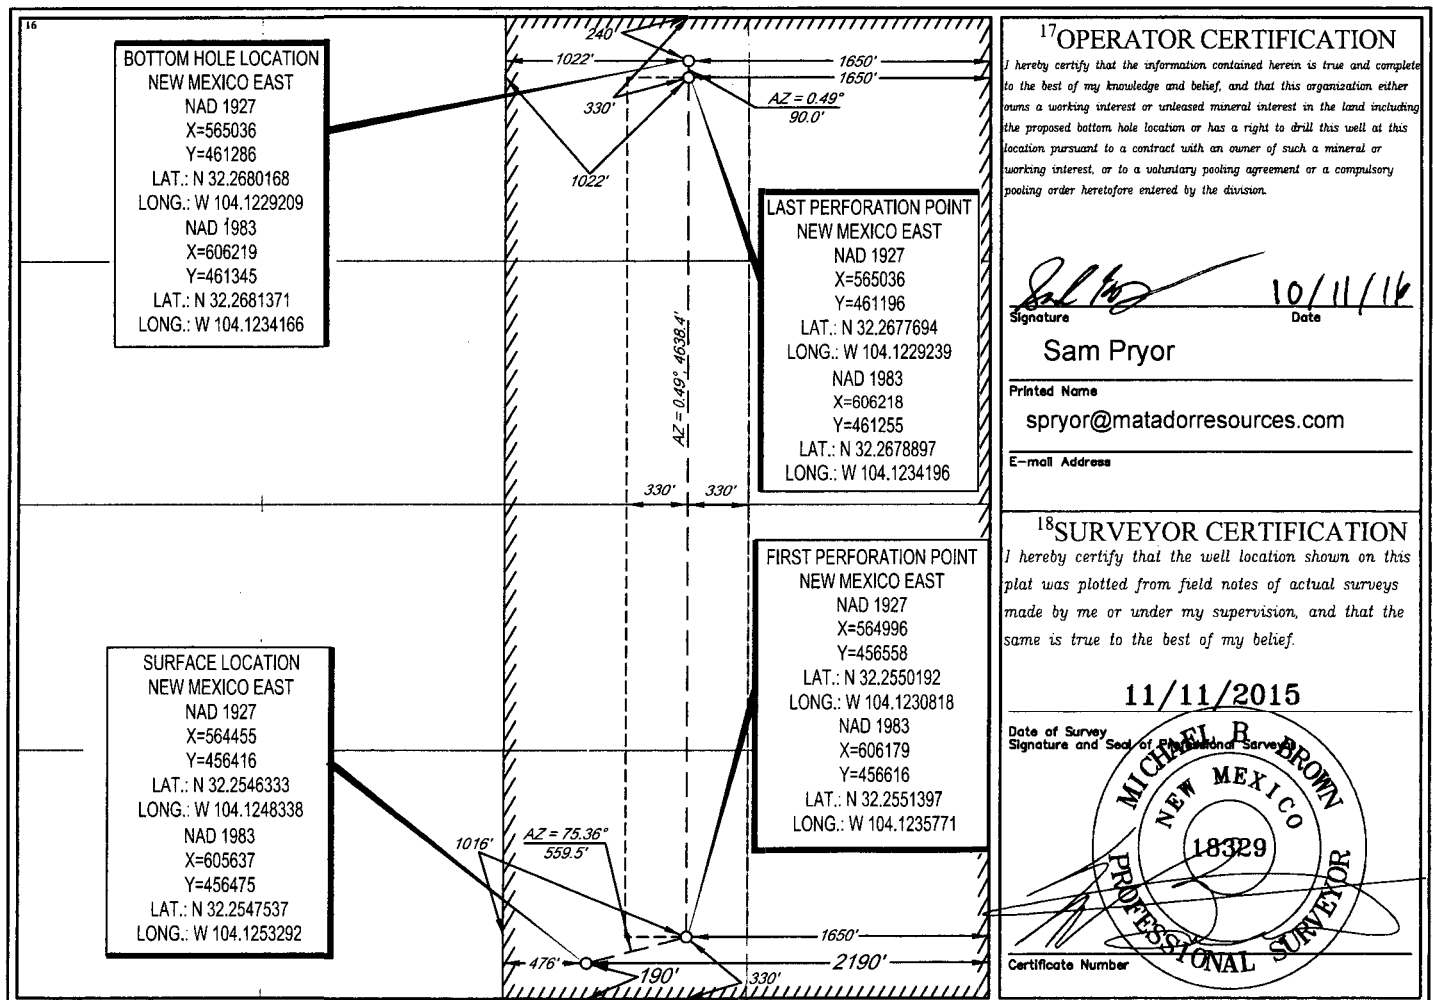 16
240'
1022'
1650'
1650'
330'
AZ = 0.49°
90.0'
1022'
BOTTOM HOLE LOCATION
NEW MEXICO EAST
NAD 1927
X=565036
Y=461286
LAT.: N 32.2680168
LONG.: W 104.1229209
NAD 1983
X=606219
Y=461345
LAT.: N 32.2681371
LONG.: W 104.1234166
LAST PERFORATION POINT
NEW MEXICO EAST
NAD 1927
X=565036
Y=461196
LAT.: N 32.2677694
LONG.: W 104.1229239
NAD 1983
X=606218
Y=461255
LAT.: N 32.2678897
LONG.: W 104.1234196
AZ = 0.49°, 4638.4'
330'
330'
FIRST PERFORATION POINT
NEW MEXICO EAST
NAD 1927
X=564996
Y=456558
LAT.: N 32.2550192
LONG.: W 104.1230818
NAD 1983
X=606179
Y=456616
LAT.: N 32.2551397
LONG.: W 104.1235771
SURFACE LOCATION
NEW MEXICO EAST
NAD 1927
X=564455
Y=456416
LAT.: N 32.2546333
LONG.: W 104.1248338
NAD 1983
X=605637
Y=456475
LAT.: N 32.2547537
LONG.: W 104.1253292
1016'
AZ = 75.36°
559.5'
1650'
476'
2190'
190'
330'
17 OPERATOR CERTIFICATION
I hereby certify that the information contained herein is true and complete
to the best of my knowledge and belief, and that this organization either
owns a working interest or unleased mineral interest in the land including
the proposed bottom hole location or has a right to drill this well at this
location pursuant to a contract with an owner of such a mineral or
working interest, or to a voluntary pooling agreement or a compulsory
pooling order heretofore entered by the division.
10/11/16
Signature Date
Sam Pryor
Printed Name
spryor@matadorresources.com
E-mail Address
18 SURVEYOR CERTIFICATION
I hereby certify that the well location shown on this
plat was plotted from field notes of actual surveys
made by me or under my supervision, and that the
same is true to the best of my belief.
11/11/2015
Date of Survey
Signature and Seal of Professional Surveyor
MICHAEL B. BROWN
NEW MEXICO
18329
PROFESSIONAL SURVEYOR
Certificate Number